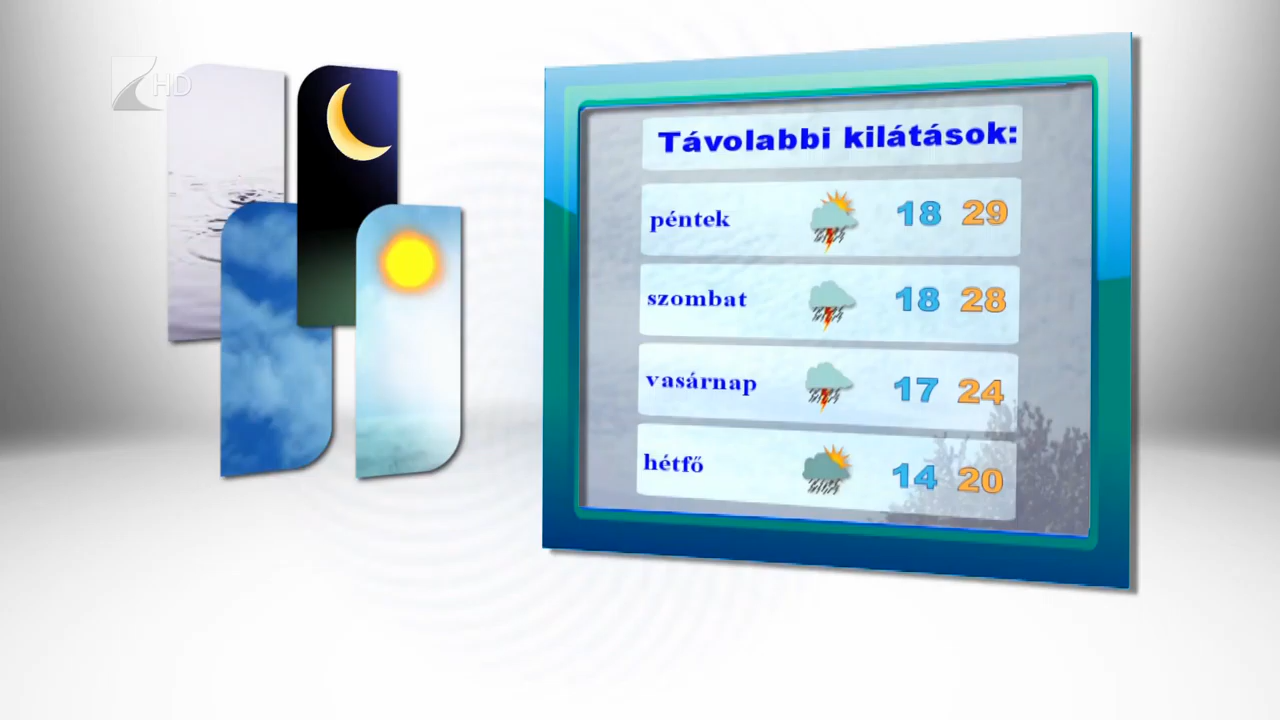 HD
Távolabbi kilátások:
péntek 18 29
szombat 18 28
vasárnap 17 24
hétfő 14 20